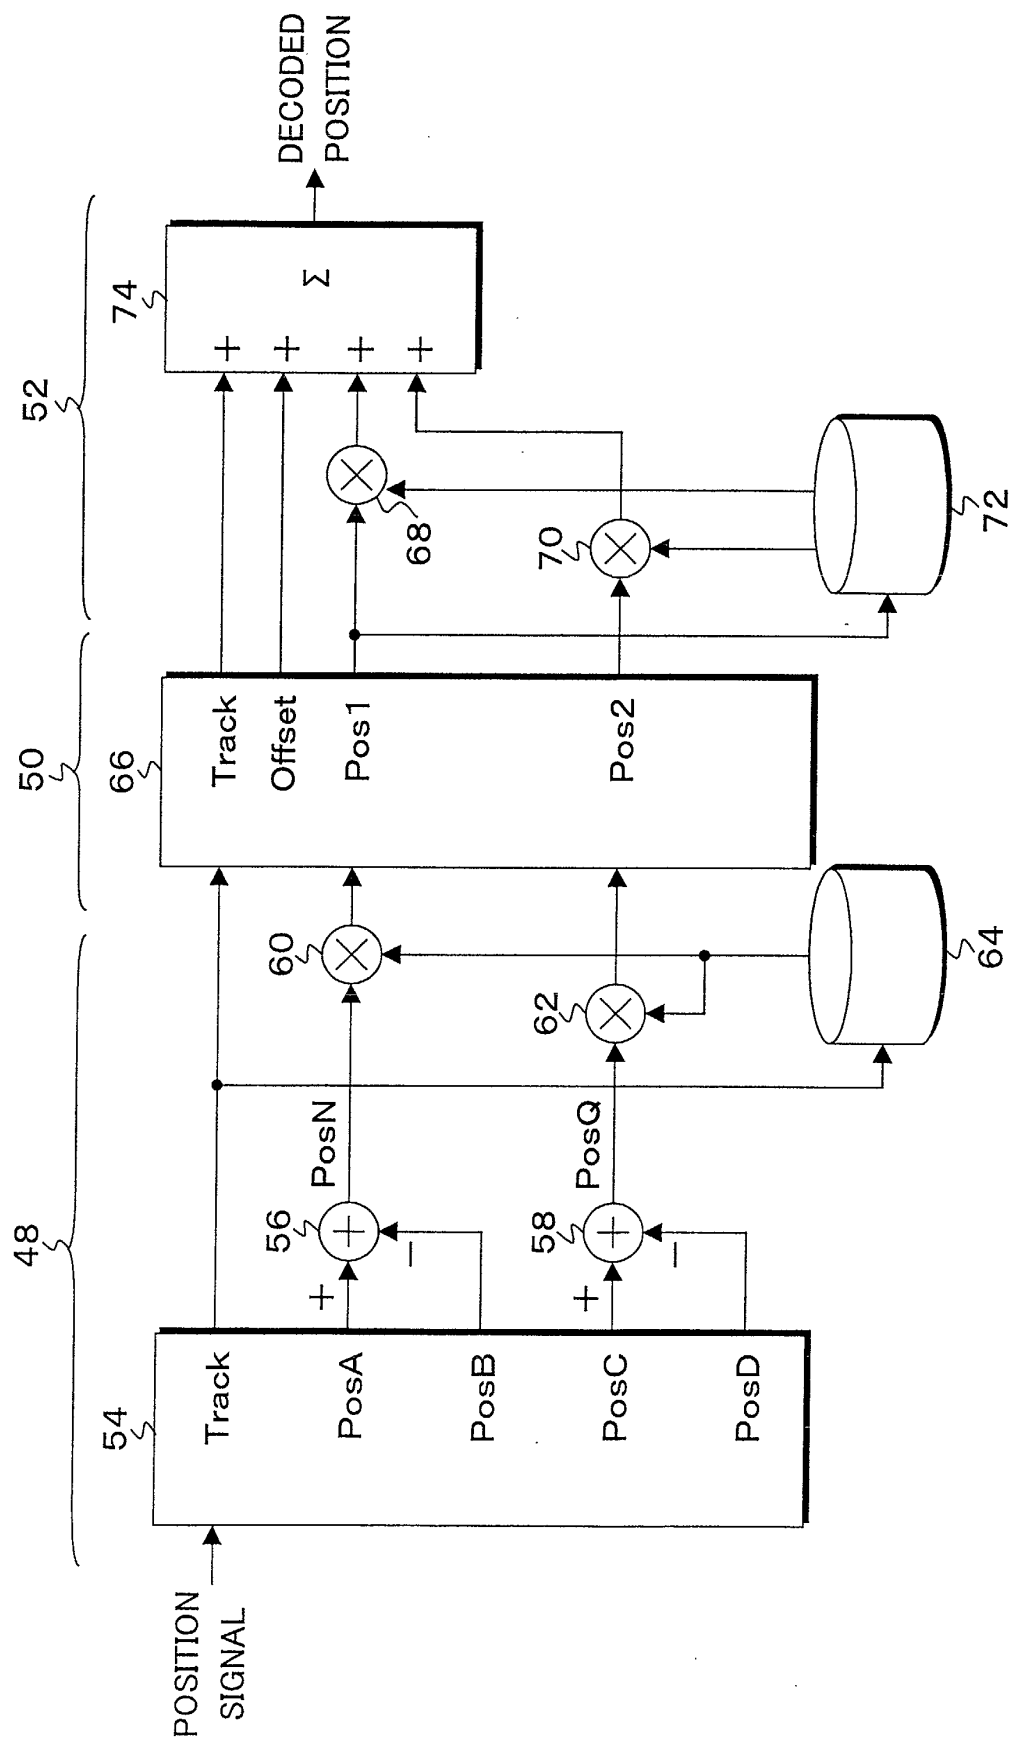 48
50
52
POSITION
SIGNAL
54
Track
PosA
PosB
PosC
PosD
+
−
56
+
PosN
+
−
58
+
PosQ
60
×
62
×
64
66
Track
Offset
Pos1
Pos2
68
×
70
×
72
74
+
+
+
+
Σ
DECODED
POSITION